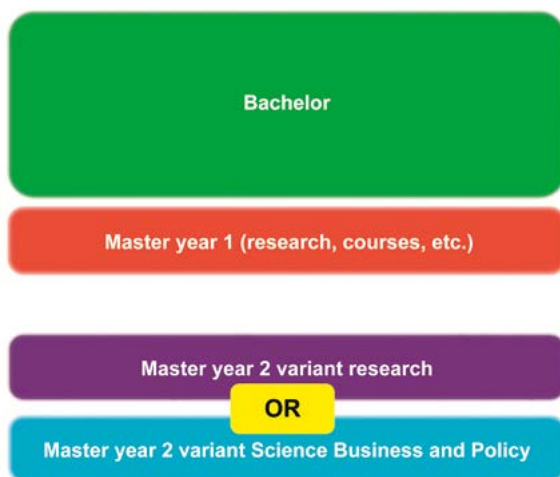 Bachelor
Master year 1 (research, courses, etc.)
Master year 2 variant research
OR
Master year 2 variant Science Business and Policy